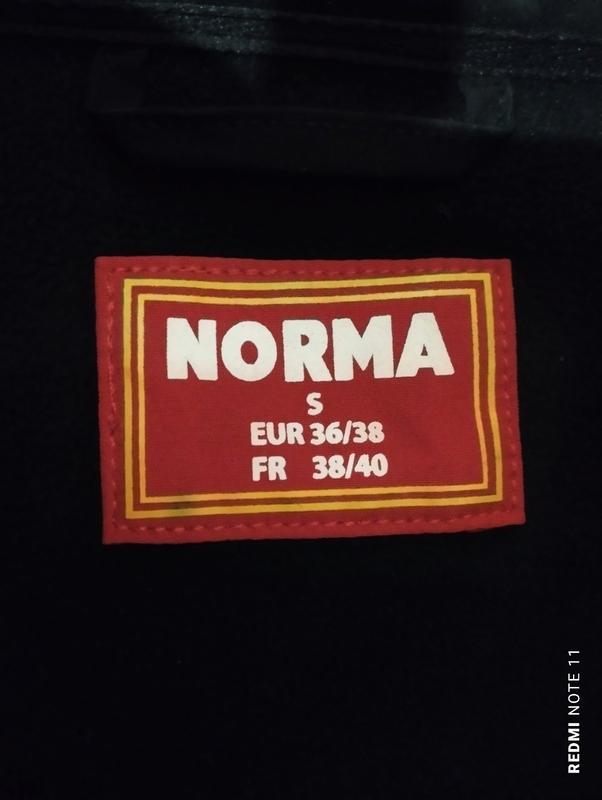 NORMA
S
EUR 36/38
FR 38/40
REDMI NOTE 11